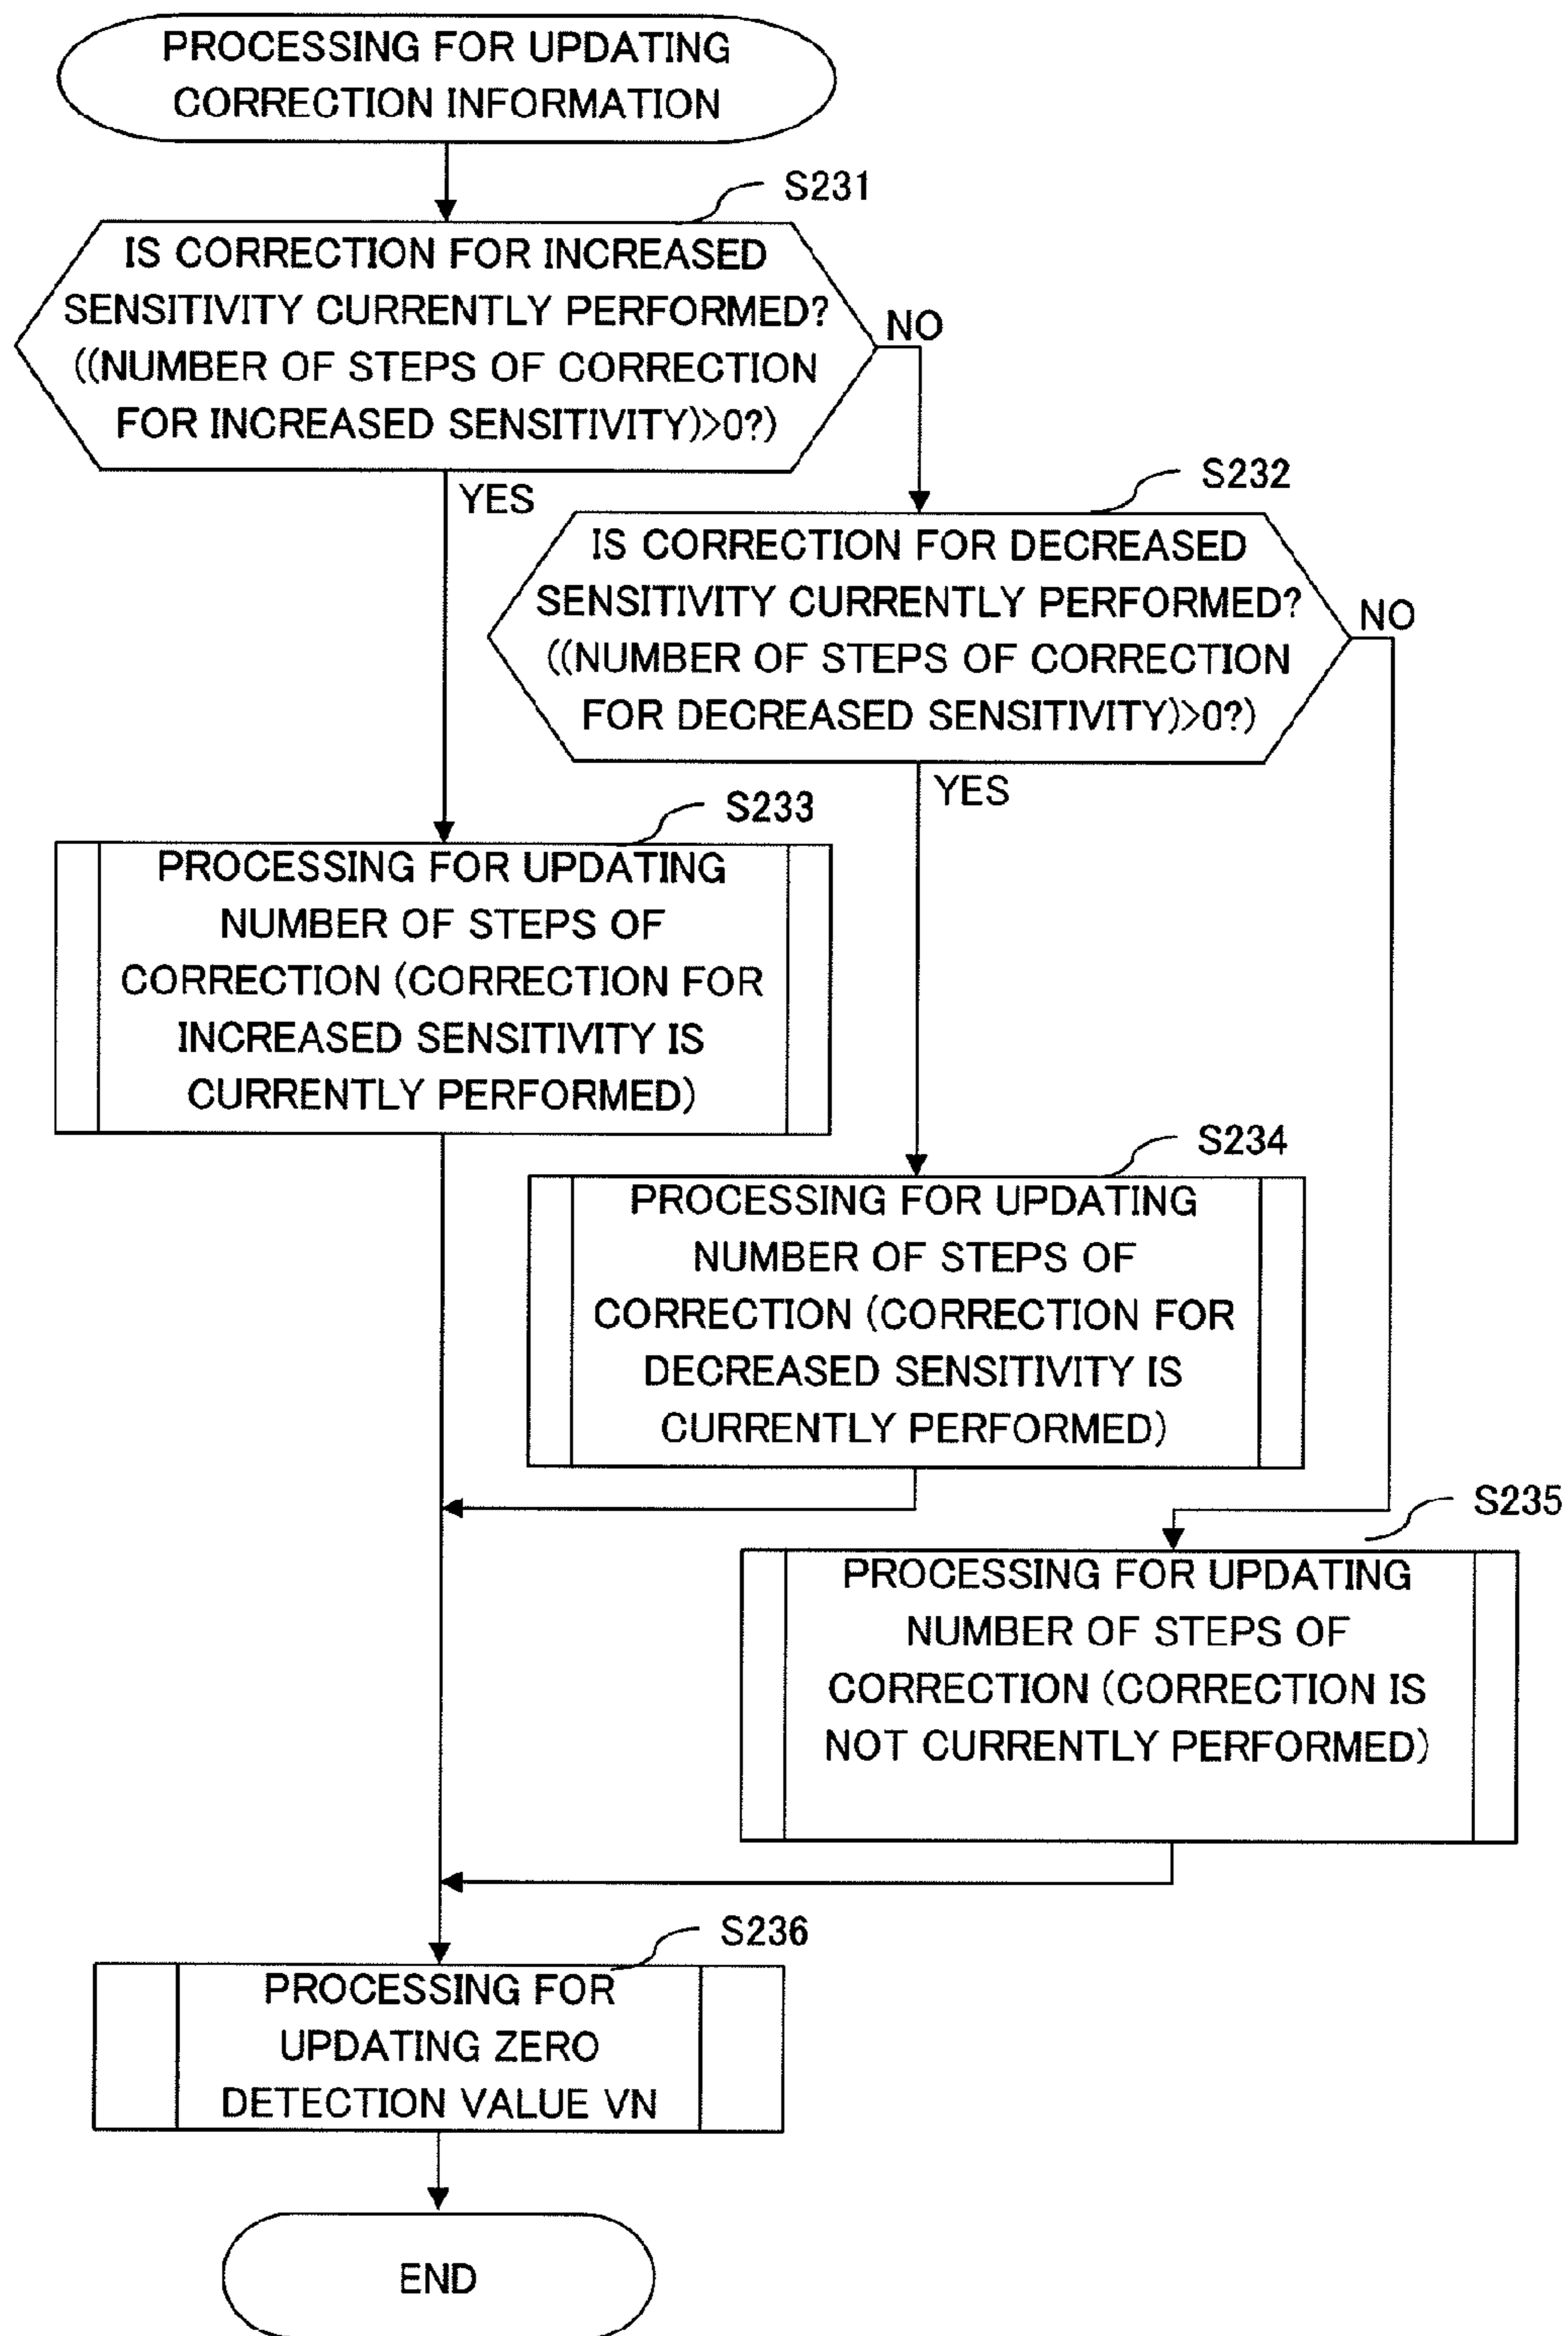 PROCESSING FOR UPDATING
CORRECTION INFORMATION
S231
IS CORRECTION FOR INCREASED
SENSITIVITY CURRENTLY PERFORMED?
((NUMBER OF STEPS OF CORRECTION
FOR INCREASED SENSITIVITY)>0?)
NO
YES
S232
IS CORRECTION FOR DECREASED
SENSITIVITY CURRENTLY PERFORMED?
((NUMBER OF STEPS OF CORRECTION
FOR DECREASED SENSITIVITY)>0?)
NO
YES
S233
PROCESSING FOR UPDATING
NUMBER OF STEPS OF
CORRECTION (CORRECTION FOR
INCREASED SENSITIVITY IS
CURRENTLY PERFORMED)
S234
PROCESSING FOR UPDATING
NUMBER OF STEPS OF
CORRECTION (CORRECTION FOR
DECREASED SENSITIVITY IS
CURRENTLY PERFORMED)
S235
PROCESSING FOR UPDATING
NUMBER OF STEPS OF
CORRECTION (CORRECTION IS
NOT CURRENTLY PERFORMED)
S236
PROCESSING FOR
UPDATING ZERO
DETECTION VALUE VN
END